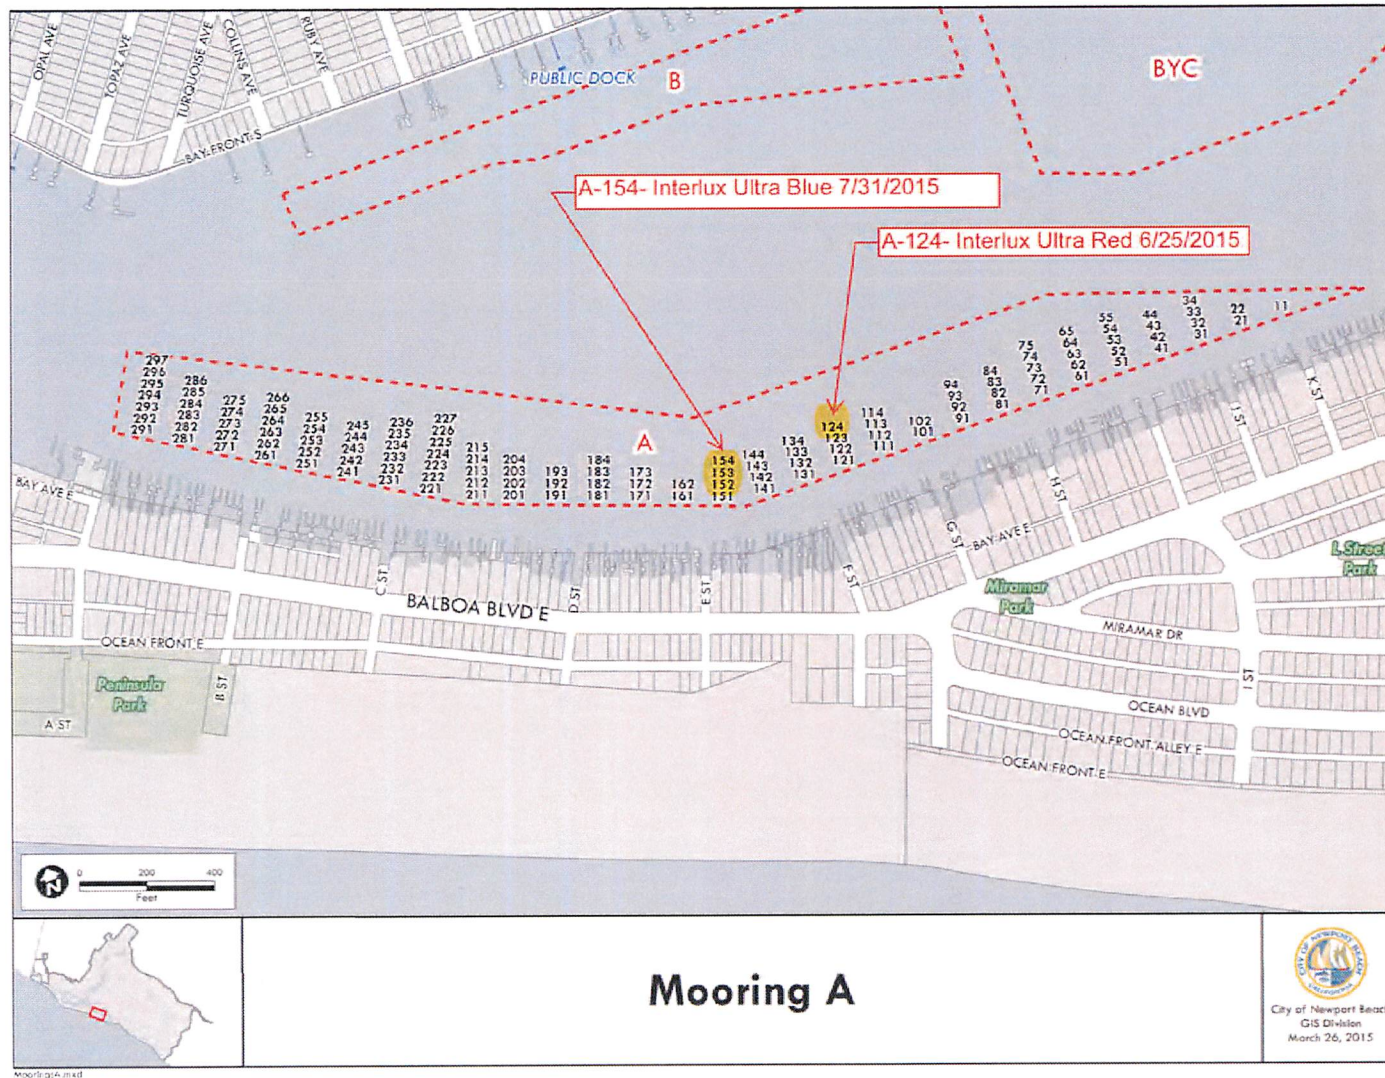 OPAL AVE
TOPAZ AVE
TURQUOISE AVE
COLLINS AVE
RUBY AVE
BAY FRONT S
PUBLIC DOCK
B
BYC
A-154- Interlux Ultra Blue 7/31/2015
A-124- Interlux Ultra Red 6/25/2015
A
297
296
295
294
293
292
291
286
285
284
283
282
281
275
274
273
272
271
266
265
264
263
262
261
255
254
253
252
251
245
244
243
242
241
236
235
234
233
232
231
227
226
225
224
223
222
221
215
214
213
212
211
204
203
202
201
193
192
191
184
183
182
181
173
172
171
162
161
154
153
152
151
144
143
142
141
134
133
132
131
124
123
122
121
114
113
112
111
102
101
94
93
92
91
84
83
82
81
75
74
73
72
71
65
64
63
62
61
55
54
53
52
51
44
43
42
41
34
33
32
31
22
21
11
BAY AVE E
C ST
D ST
E ST
F ST
G ST
H ST
J ST
K ST
BAY AVE E
BALBOA BLVD E
OCEAN FRONT E
Peninsula
Park
A ST
B ST
Miramar
Park
L Street
Park
MIRAMAR DR
I ST
OCEAN BLVD
OCEAN FRONT ALLEY E
OCEAN FRONT E
N
0 200 400
Feet
Mooring A
CITY OF NEWPORT BEACH
CALIFORNIA
City of Newport Beach
GIS Division
March 26, 2015
MooringsA.mxd